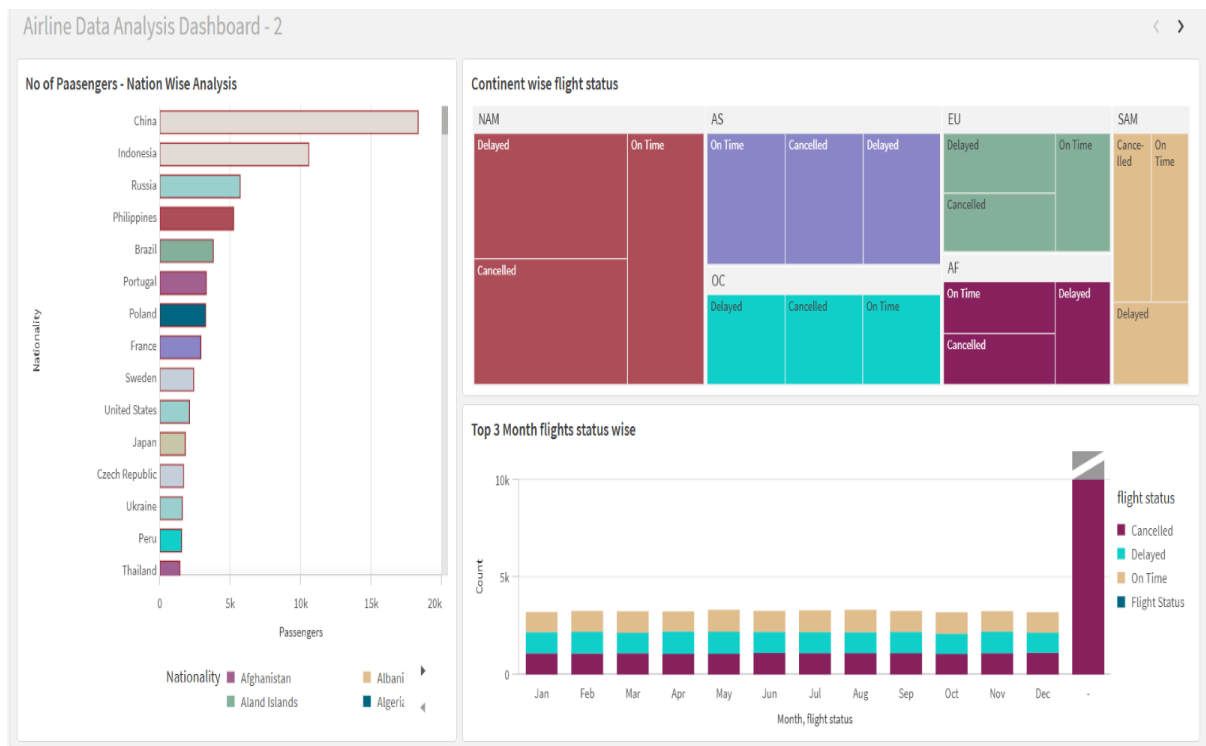 Airline Data Analysis Dashboard - 2
No of Paasengers - Nation Wise Analysis
China
Indonesia
Russia
Philippines
Brazil
Portugal
Poland
France
Sweden
United States
Japan
Czech Republic
Ukraine
Peru
Thailand
Nationality
0 5k 10k 15k 20k
Passengers
Nationality
Afghanistan
Albani
Aland Islands
Algeria
Continent wise flight status
NAM
Delayed
On Time
Cancelled
AS
On Time
Cancelled
Delayed
OC
Delayed
Cancelled
On Time
EU
Delayed
On Time
Cancelled
AF
On Time
Delayed
Cancelled
SAM
Cance-
lled
On
Time
Delayed
Top 3 Month flights status wise
10k
5k
0
Count
Jan Feb Mar Apr May Jun Jul Aug Sep Oct Nov Dec -
Month, flight status
flight status
Cancelled
Delayed
On Time
Flight Status